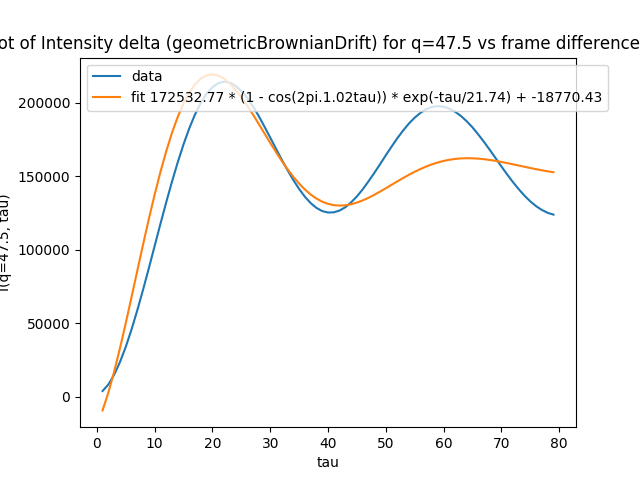 ot of Intensity delta (geometricBrownianDrift) for q=47.5 vs frame difference
data
fit 172532.77 * (1 - cos(2pi.1.02tau)) * exp(-tau/21.74) + -18770.43
I(q=47.5, tau)
200000
150000
100000
50000
0
0 10 20 30 40 50 60 70 80
tau